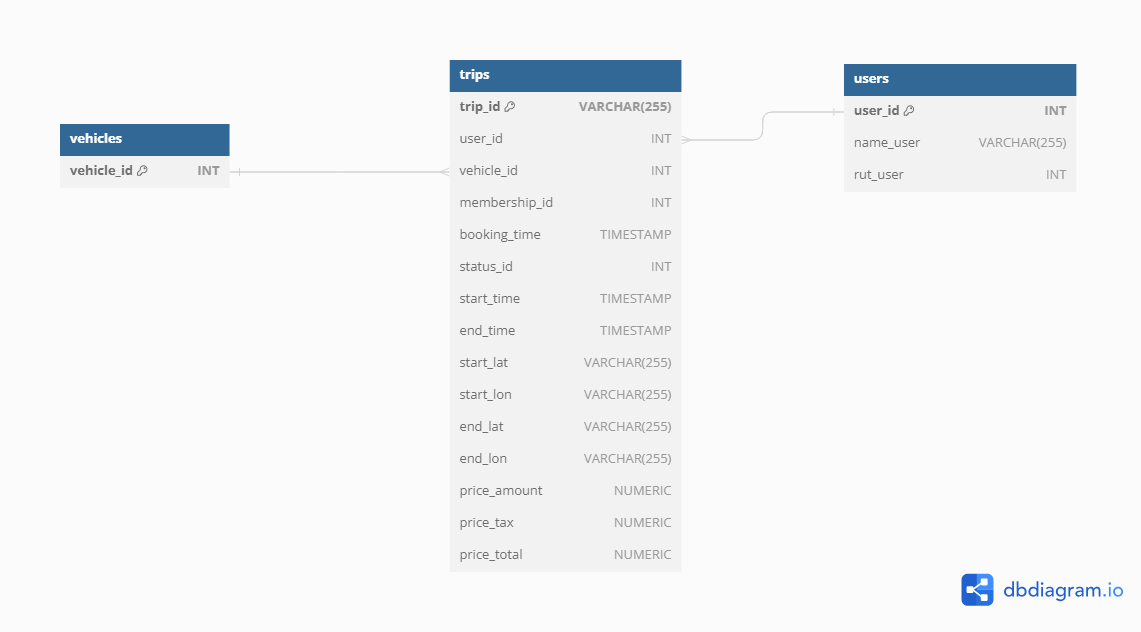 vehicles
vehicle_id INT
trips
trip_id VARCHAR(255)
user_id INT
vehicle_id INT
membership_id INT
booking_time TIMESTAMP
status_id INT
start_time TIMESTAMP
end_time TIMESTAMP
start_lat VARCHAR(255)
start_lon VARCHAR(255)
end_lat VARCHAR(255)
end_lon VARCHAR(255)
price_amount NUMERIC
price_tax NUMERIC
price_total NUMERIC
users
user_id INT
name_user VARCHAR(255)
rut_user INT
dbdiagram.io